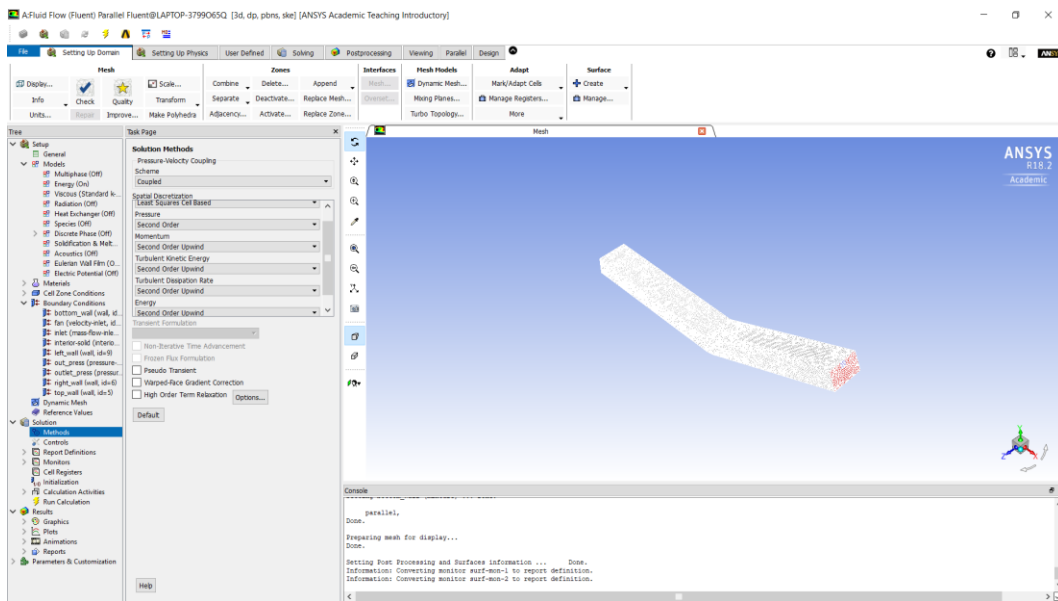 A:Fluid Flow (Fluent) Parallel Fluent@LAPTOP-3799O65Q [3d, dp, pbns, ske] [ANSYS Academic Teaching Introductory]
File Setting Up Domain Setting Up Physics User Defined Solving Postprocessing Viewing Parallel Design ANSYS
Mesh Zones Interfaces Mesh Models Adapt Surface
Display... Scale... Combine Delete... Append Mesh... Dynamic Mesh... Mark/Adapt Cells Create
Info Check Quality Transform Separate Deactivate... Replace Mesh... Overset... Mixing Planes... Manage Registers... Manage...
Units... Repair Improve... Make Polyhedra Adjacency... Activate... Replace Zone... Turbo Topology... More
Tree
Setup
General
Models
Multiphase (Off)
Energy (On)
Viscous (Standard k-...
Radiation (Off)
Heat Exchanger (Off)
Species (Off)
Discrete Phase (Off)
Solidification & Melt...
Acoustics (Off)
Eulerian Wall Film (O...
Electric Potential (Off)
Materials
Cell Zone Conditions
Boundary Conditions
bottom_wall (wall, id...
fan (velocity-inlet, id...
inlet (mass-flow-inle...
interior-solid (interio...
left_wall (wall, id=9)
out_press (pressure-...
outlet_press (pressur...
right_wall (wall, id=6)
top_wall (wall, id=5)
Dynamic Mesh
Reference Values
Solution
Methods
Controls
Report Definitions
Monitors
Cell Registers
Initialization
Calculation Activities
Run Calculation
Results
Graphics
Plots
Animations
Reports
Parameters & Customization
Task Page
Solution Methods
Pressure-Velocity Coupling
Scheme
Coupled
Spatial Discretization
Least Squares Cell Based
Pressure
Second Order
Momentum
Second Order Upwind
Turbulent Kinetic Energy
Second Order Upwind
Turbulent Dissipation Rate
Second Order Upwind
Energy
Second Order Upwind
Transient Formulation
Non-Iterative Time Advancement
Frozen Flux Formulation
Pseudo Transient
Warped-Face Gradient Correction
High Order Term Relaxation Options...
Default
Help
Mesh
ANSYS
R18.2
Academic
Y
Z
X
Console
parallel,
Done.
Preparing mesh for display...
Done.
Setting Post Processing and Surfaces information ... Done.
Information: Converting monitor surf-mon-1 to report definition.
Information: Converting monitor surf-mon-2 to report definition.